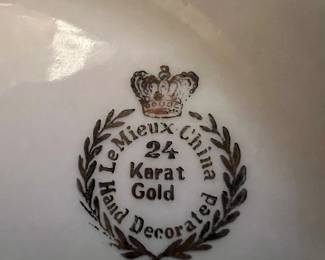 Le Mieux China
24
Karat
Gold
Hand Decorated